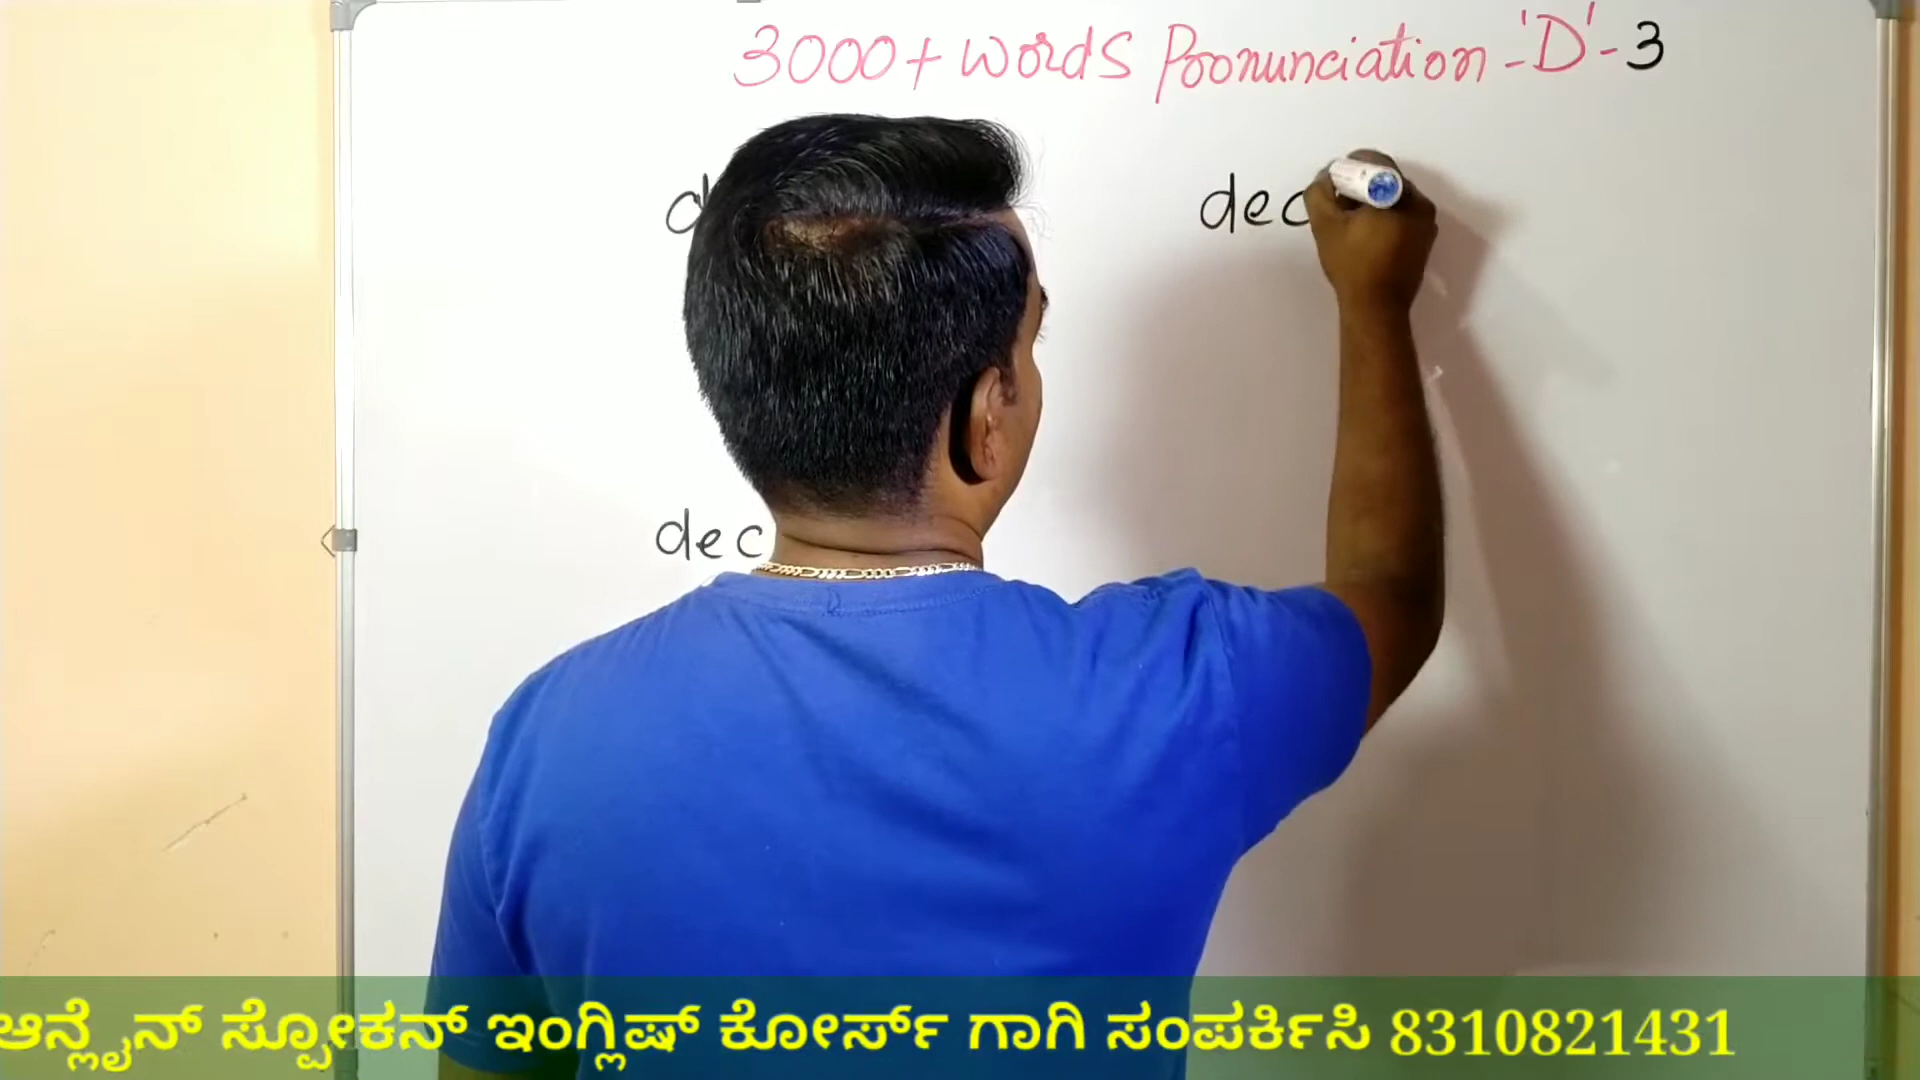 3000+ Words Pronunciation -'D'-3
dec
dec
ಆನ್ಲೈನ್ ಸ್ಪೋಕನ್ ಇಂಗ್ಲಿಷ್ ಕೋರ್ಸ್ ಗಾಗಿ ಸಂಪರ್ಕಿಸಿ 8310821431